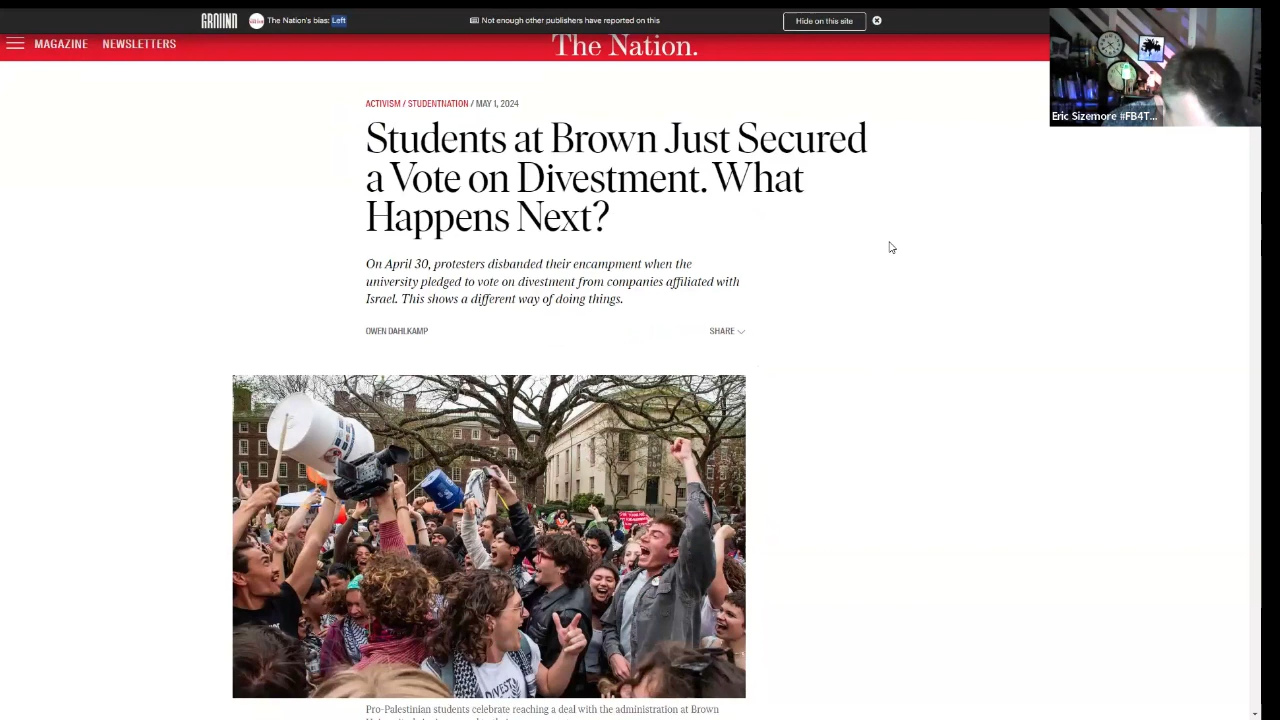 GROUND
The Nation's bias: Left
Not enough other publishers have reported on this
Hide on this site
MAGAZINE NEWSLETTERS
The Nation.
Eric Sizemore #FB4T...
ACTIVISM / STUDENTNATION / MAY 1, 2024
Students at Brown Just Secured
a Vote on Divestment. What
Happens Next?
On April 30, protesters disbanded their encampment when the
university pledged to vote on divestment from companies affiliated with
Israel. This shows a different way of doing things.
OWEN DAHLKAMP
SHARE
DIVEST
Pro-Palestinian students celebrate reaching a deal with the administration at Brown